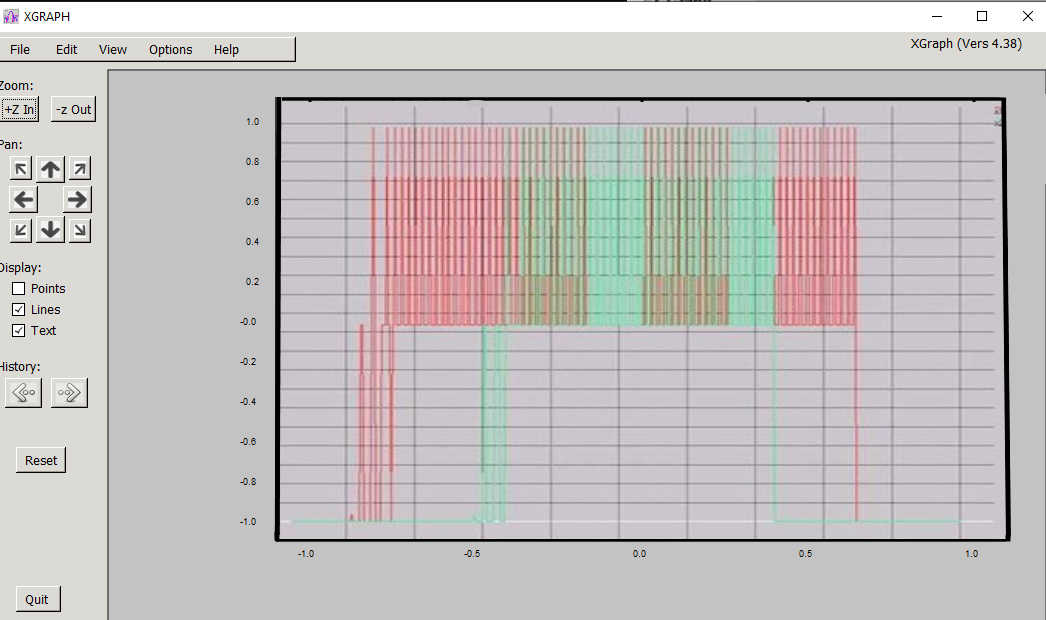 XGRAPH
File Edit View Options Help
XGraph (Vers 4.38)
Zoom:
+Z In -z Out
Pan:
Display:
Points
Lines
Text
History:
Reset
Quit
1.0
0.8
0.6
0.4
0.2
-0.0
-0.2
-0.4
-0.6
-0.8
-1.0
-1.0 -0.5 0.0 0.5 1.0